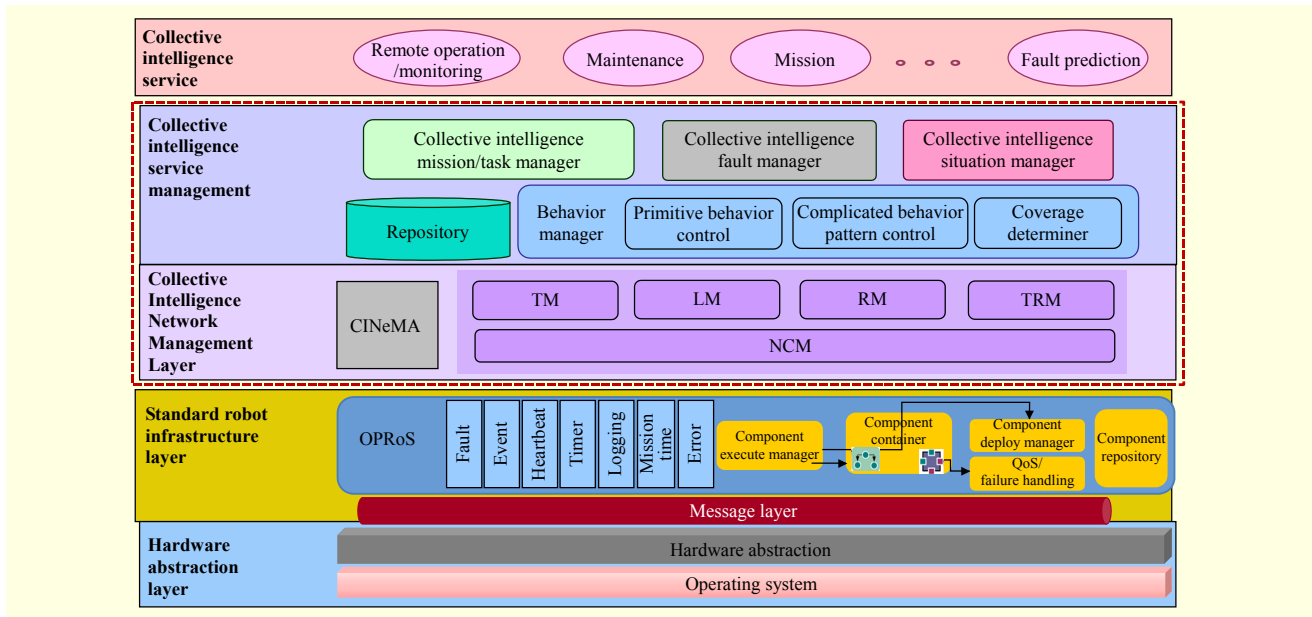 Collective
intelligence
service
Remote operation
/monitoring
Maintenance
Mission
Fault prediction
Collective
intelligence
service
management
Collective intelligence
mission/task manager
Collective intelligence
fault manager
Collective intelligence
situation manager
Repository
Behavior
manager
Primitive behavior
control
Complicated behavior
pattern control
Coverage
determiner
Collective
Intelligence
Network
Management
Layer
CINeMA
TM
LM
RM
TRM
NCM
Standard robot
infrastructure
layer
OPRoS
Fault
Event
Heartbeat
Timer
Logging
Mission
time
Error
Component
execute manager
Component
container
Component
deploy manager
QoS/
failure handling
Component
repository
Message layer
Hardware
abstraction
layer
Hardware abstraction
Operating system